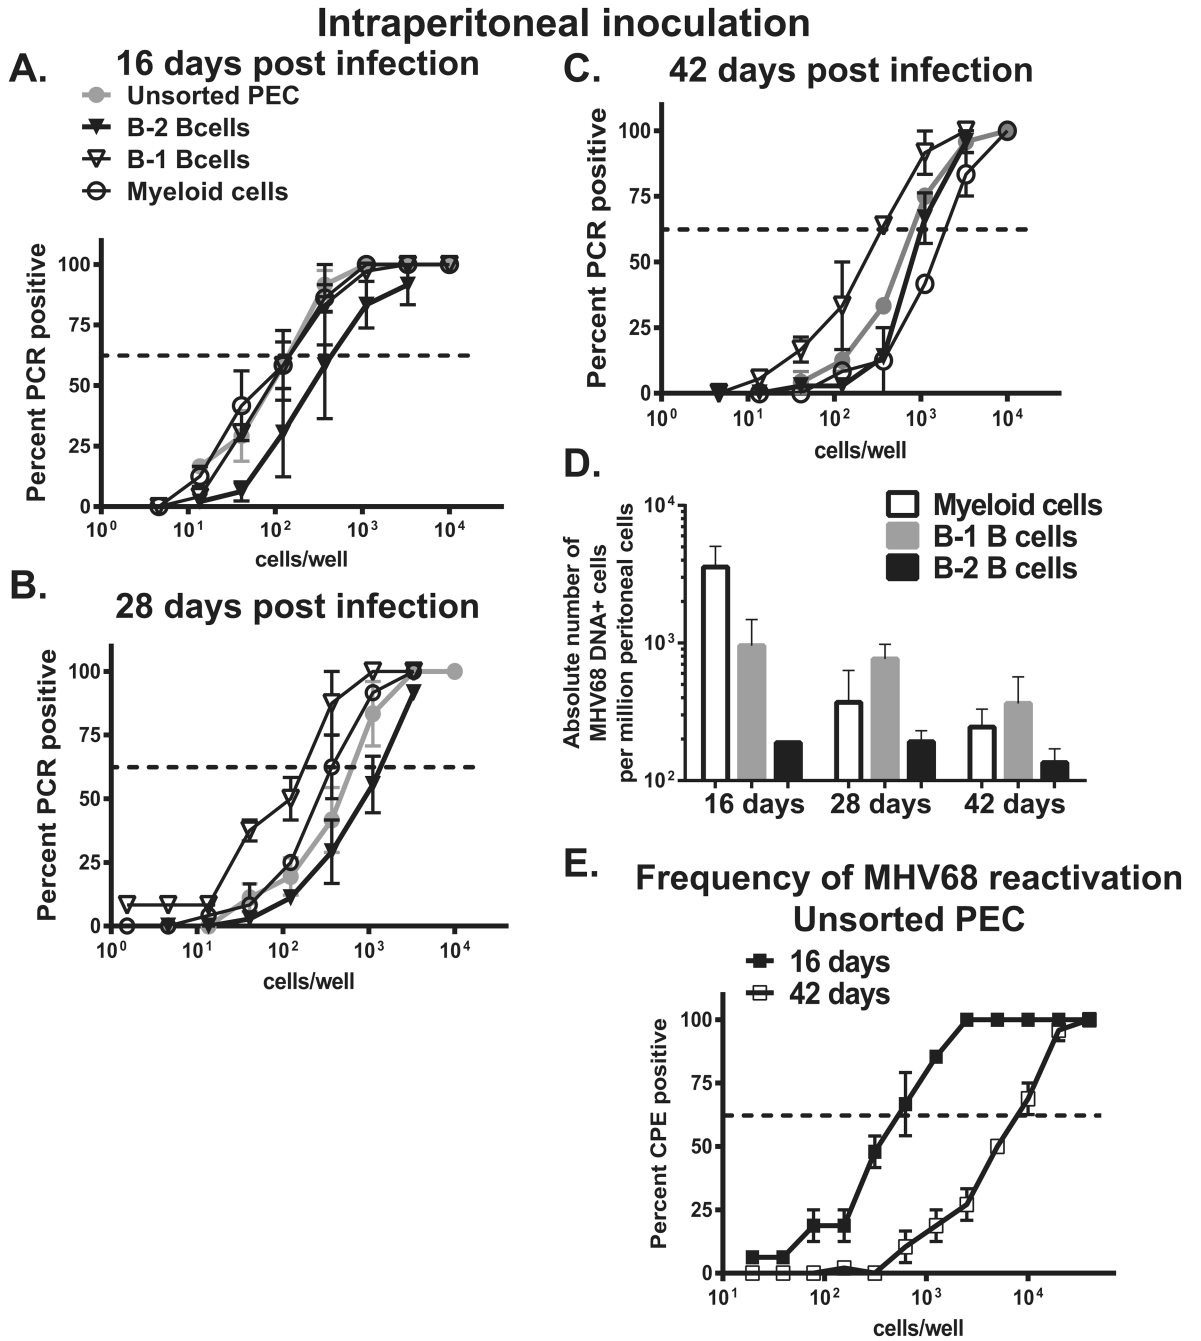 Intraperitoneal inoculation
A.
16 days post infection
Unsorted PEC
B-2 Bcells
B-1 Bcells
Myeloid cells
Percent PCR positive
100
75
50
25
0
10⁰ 10¹ 10² 10³ 10⁴
cells/well
B.
28 days post infection
Percent PCR positive
100
75
50
25
0
10⁰ 10¹ 10² 10³ 10⁴
cells/well
C.
42 days post infection
Percent PCR positive
100
75
50
25
0
10⁰ 10¹ 10² 10³ 10⁴
cells/well
D.
Absolute number of
MHV68 DNA+ cells
per million peritoneal cells
10⁴
10³
10²
Myeloid cells
B-1 B cells
B-2 B cells
16 days 28 days 42 days
E.
Frequency of MHV68 reactivation
Unsorted PEC
16 days
42 days
Percent CPE positive
100
75
50
25
0
10¹ 10² 10³ 10⁴
cells/well